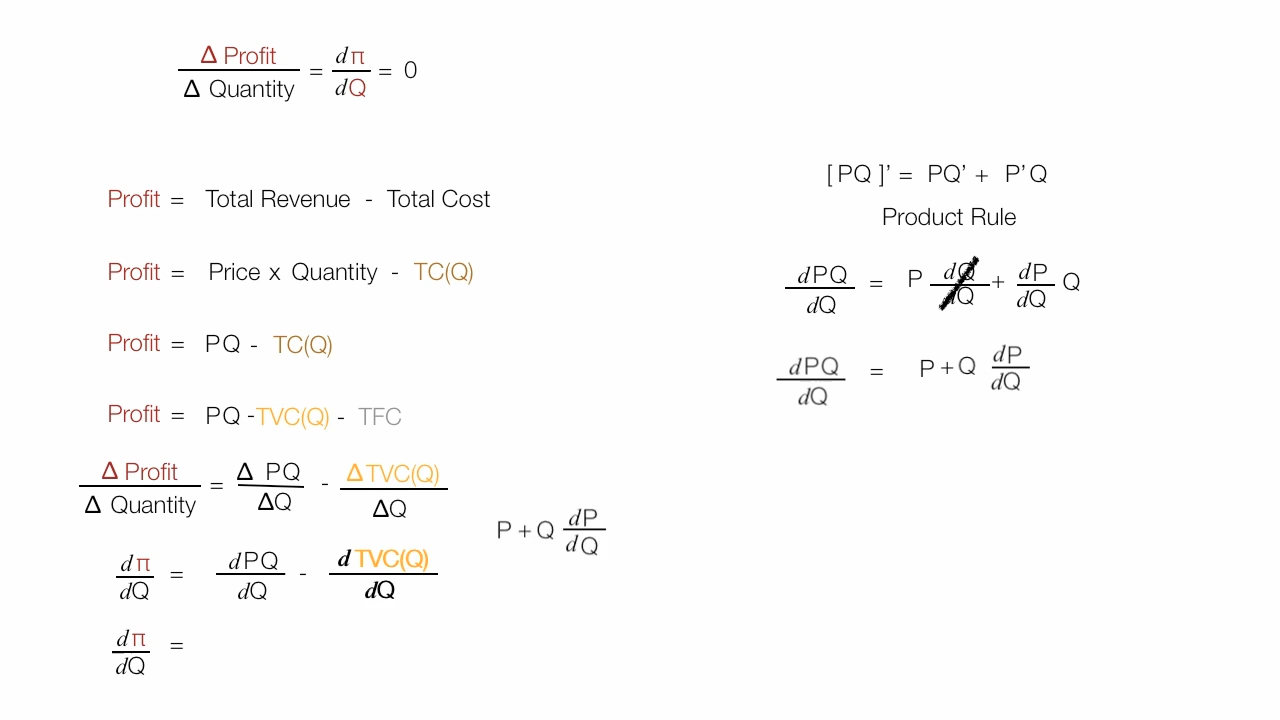 Δ Profit / Δ Quantity = dπ / dQ = 0
Profit = Total Revenue - Total Cost
Profit = Price x Quantity - TC(Q)
Profit = PQ - TC(Q)
Profit = PQ - TVC(Q) - TFC
Δ Profit / Δ Quantity = Δ PQ / ΔQ - Δ TVC(Q) / ΔQ
dπ / dQ = dPQ / dQ - d TVC(Q) / dQ
dπ / dQ =
P + Q dP / dQ
[ PQ ]’ = PQ’ + P’Q
Product Rule
dPQ / dQ = P dQ / dQ + dP / dQ Q
dPQ / dQ = P + Q dP / dQ